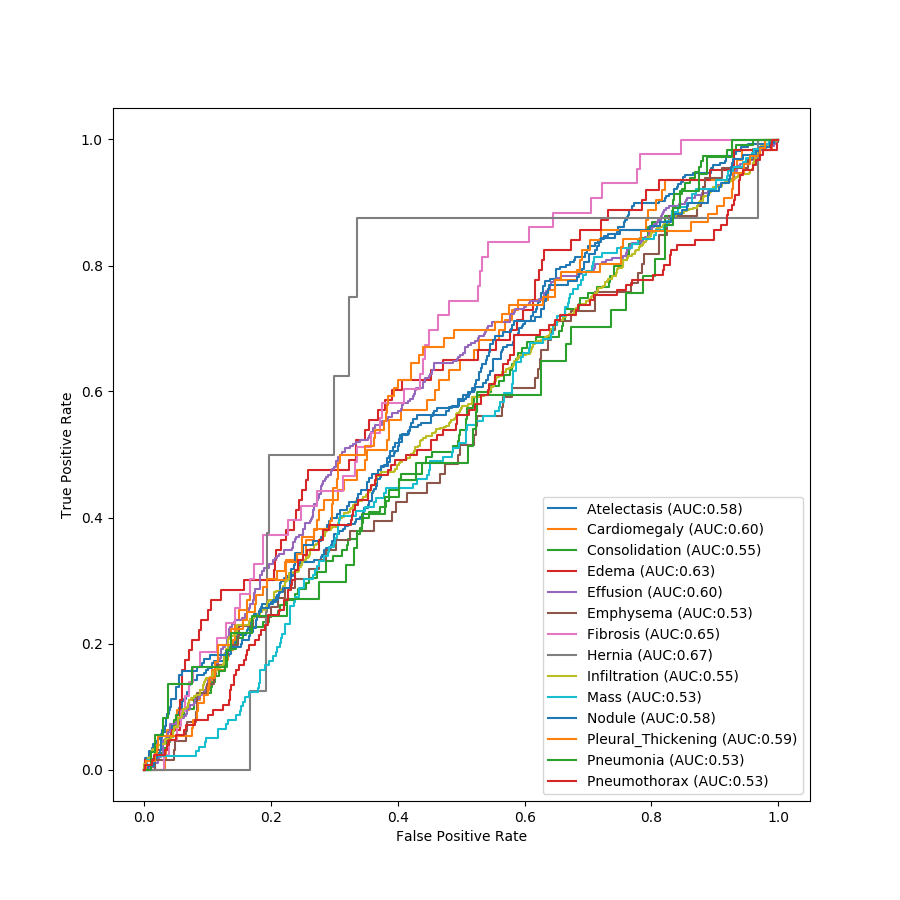 1.0
0.8
0.6
0.4
0.2
0.0
True Positive Rate
Atelectasis (AUC:0.58)
Cardiomegaly (AUC:0.60)
Consolidation (AUC:0.55)
Edema (AUC:0.63)
Effusion (AUC:0.60)
Emphysema (AUC:0.53)
Fibrosis (AUC:0.65)
Hernia (AUC:0.67)
Infiltration (AUC:0.55)
Mass (AUC:0.53)
Nodule (AUC:0.58)
Pleural_Thickening (AUC:0.59)
Pneumonia (AUC:0.53)
Pneumothorax (AUC:0.53)
0.0 0.2 0.4 0.6 0.8 1.0
False Positive Rate